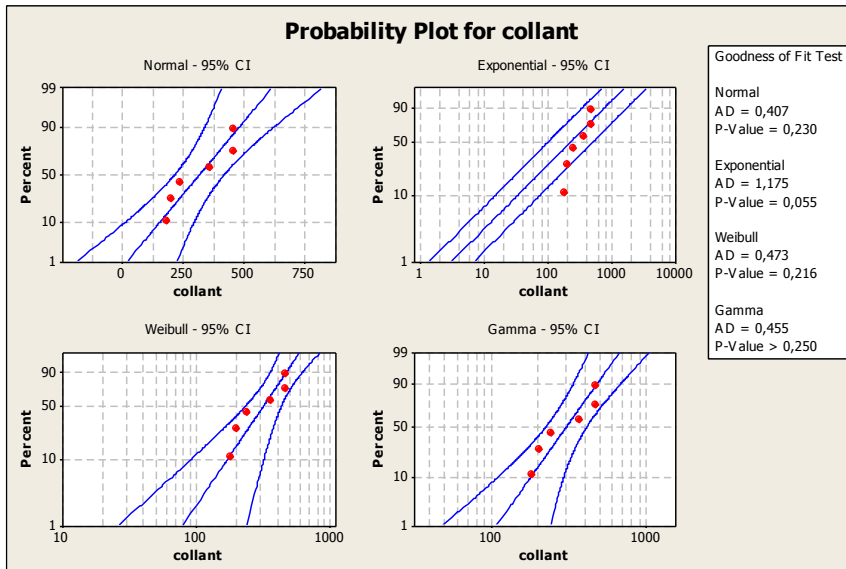 Probability Plot for collant
Normal - 95% CI
Percent
99
90
50
10
1
0 250 500 750
collant
Exponential - 95% CI
Percent
90
50
10
1
1 10 100 1000 10000
collant
Weibull - 95% CI
Percent
90
50
10
1
10 100 1000
collant
Gamma - 95% CI
Percent
99
90
50
10
1
100 1000
collant
Goodness of Fit Test
Normal
AD = 0,407
P-Value = 0,230
Exponential
AD = 1,175
P-Value = 0,055
Weibull
AD = 0,473
P-Value = 0,216
Gamma
AD = 0,455
P-Value > 0,250